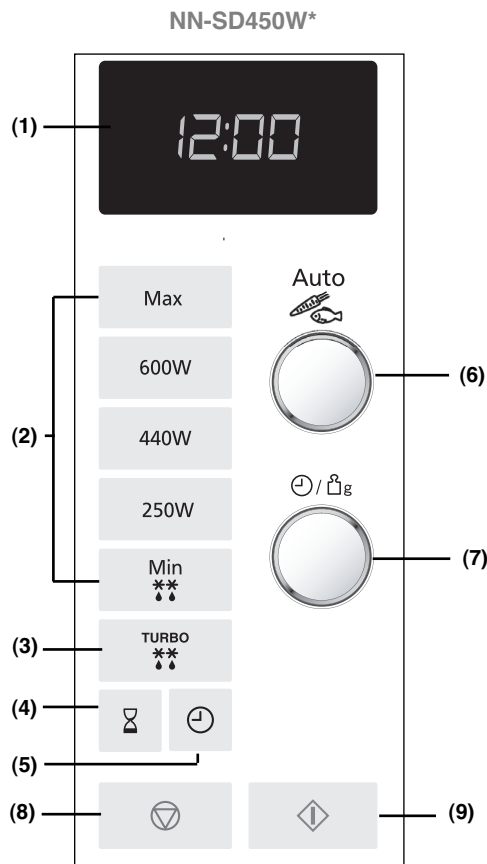 NN-SD450W*
(1)
12:00
Max
Auto
600W
(6)
(2)
440W
250W
/ g
(7)
Min
(3)
TURBO
(4)
(5)
(8)
(9)